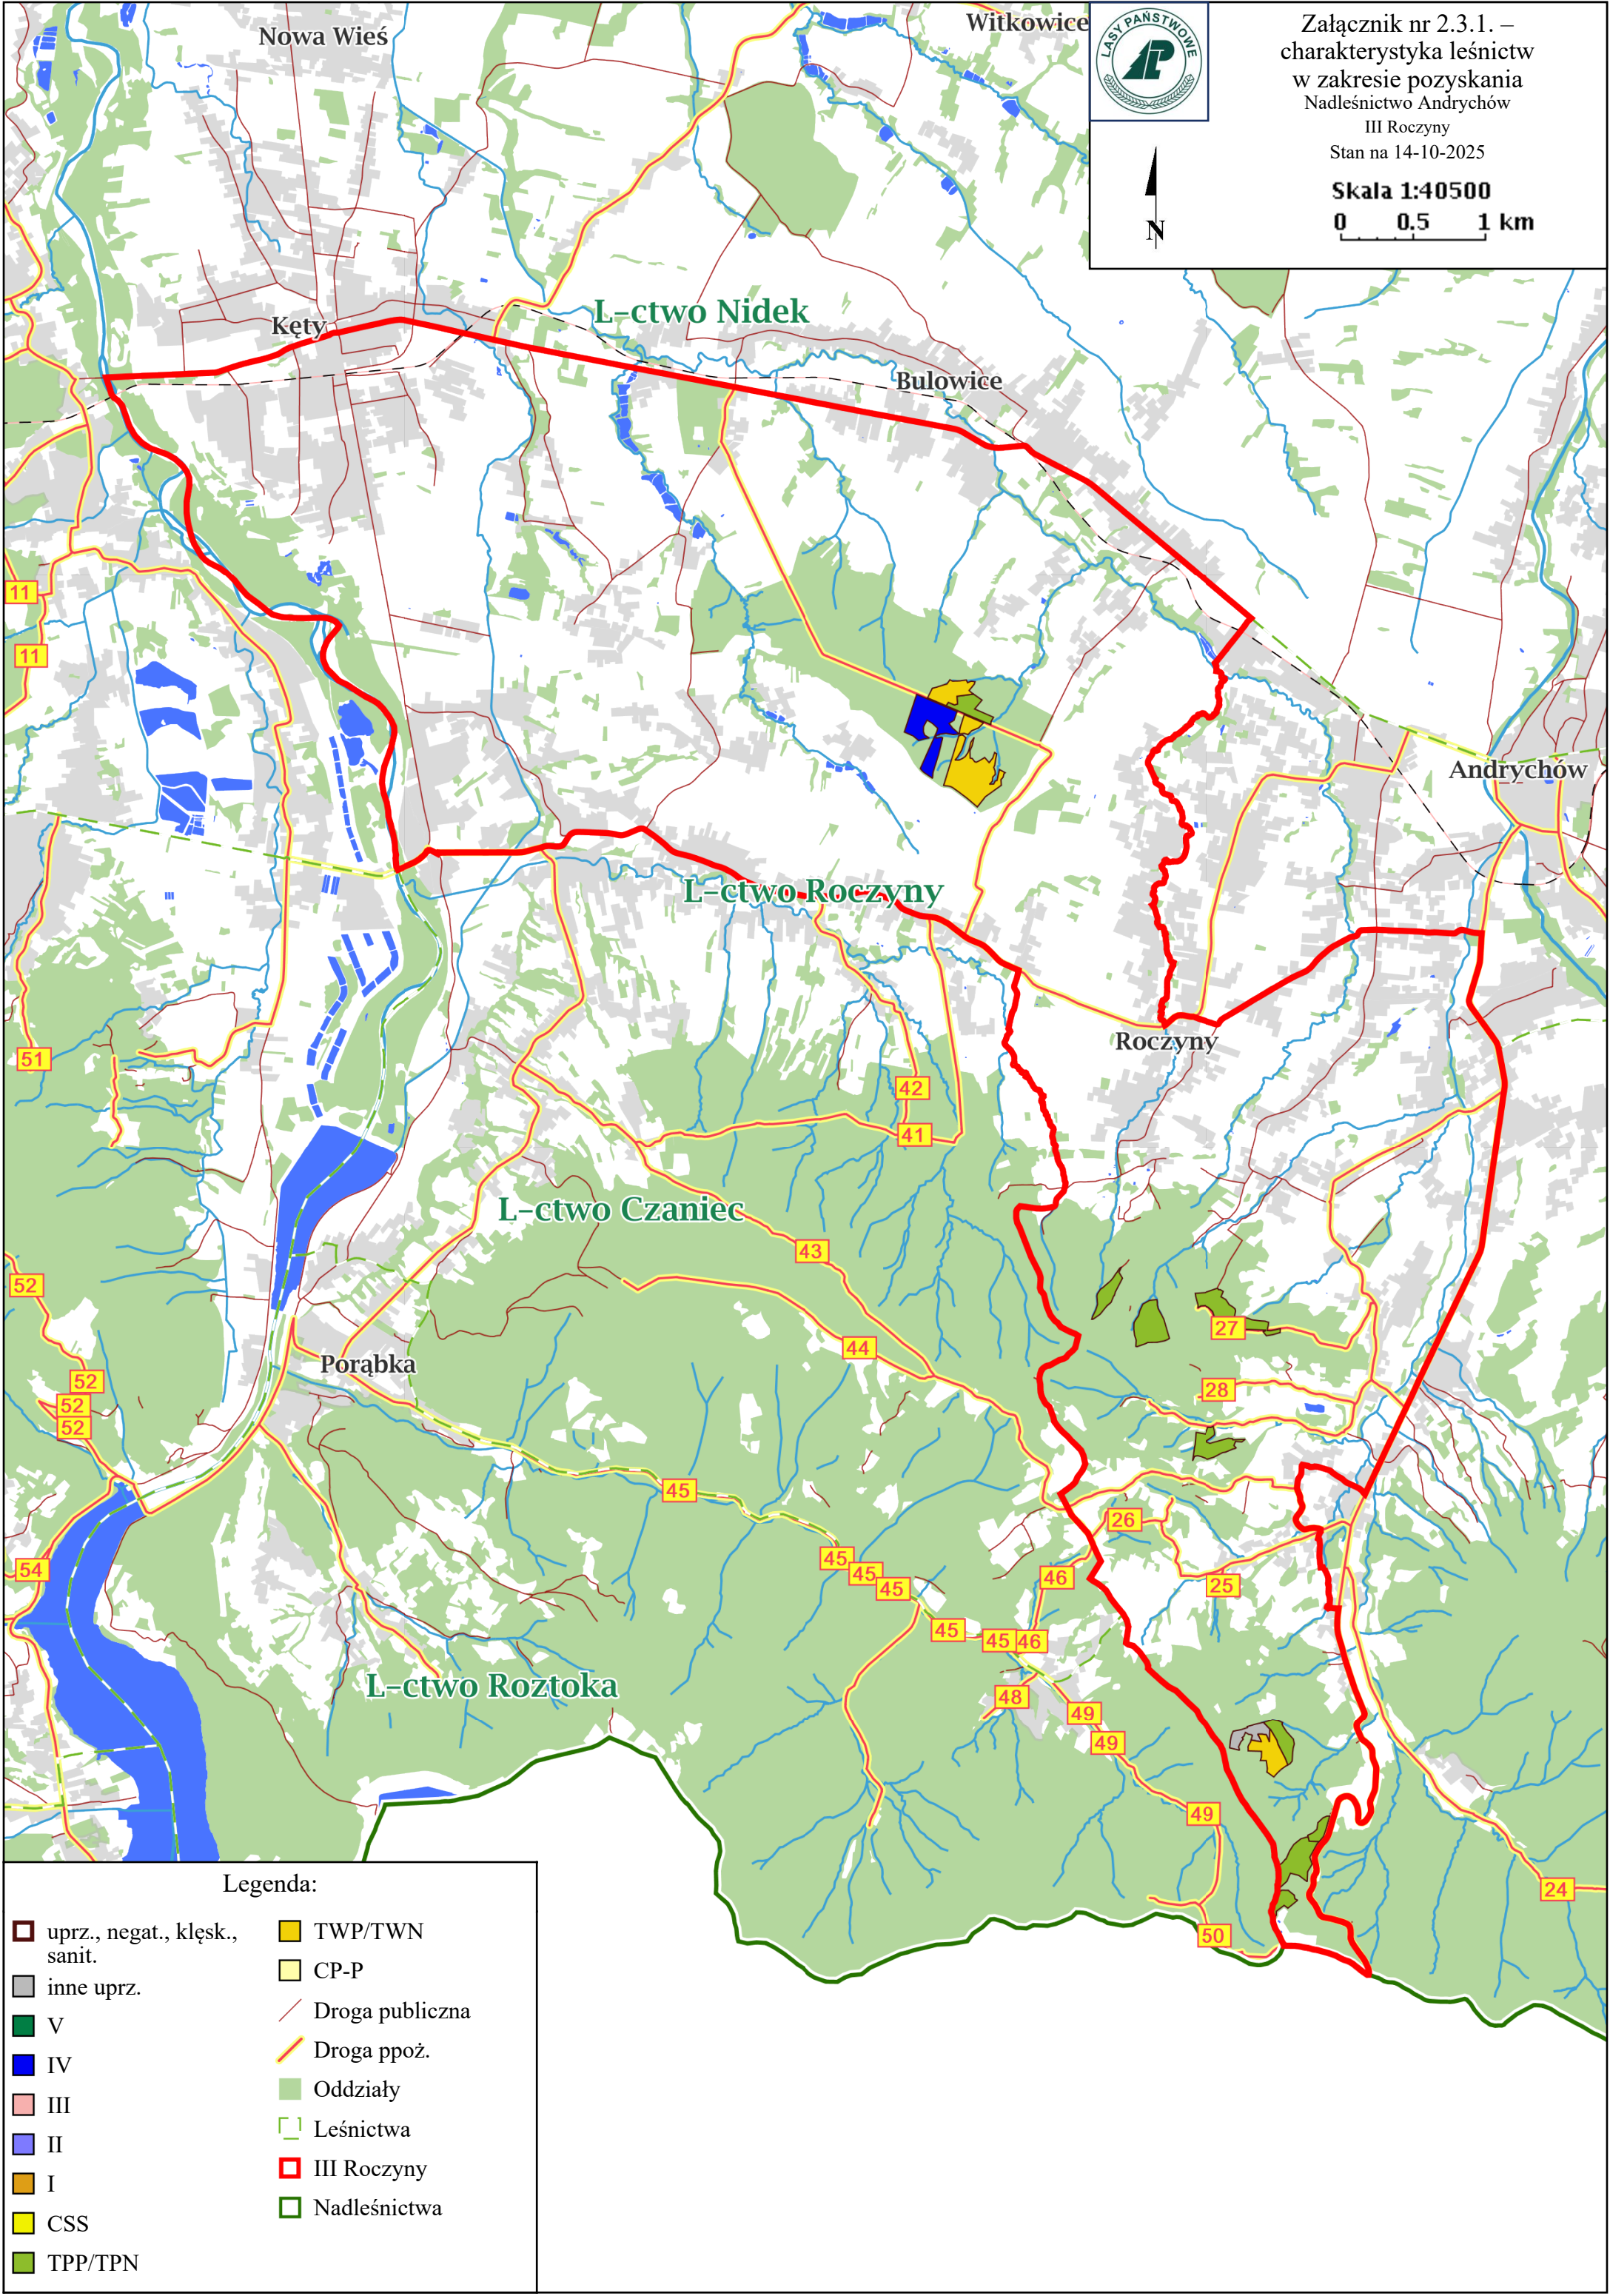 LASY PAŃSTWOWE
LP
Załącznik nr 2.3.1. –
charakterystyka leśnictw
w zakresie pozyskania
Nadleśnictwo Andrychów
III Roczyny
Stan na 14-10-2025
Skala 1:40500
0 0.5 1 km
N
Nowa Wieś
Witkowice
L-ctwo Nidek
Kęty
Bulowice
11
11
Andrychów
L-ctwo Roczyny
Roczyny
51
42
41
L-ctwo Czaniec
43
52
27
44
Porąbka
52
28
52
52
45
26
45
54
45
46
25
45
45
45
46
L-ctwo Roztoka
48
49
49
49
24
50
Legenda:
uprz., negat., klęsk.,
sanit.
inne uprz.
V
IV
III
II
I
CSS
TPP/TPN
TWP/TWN
CP-P
Droga publiczna
Droga ppoż.
Oddziały
Leśnictwa
III Roczyny
Nadleśnictwa